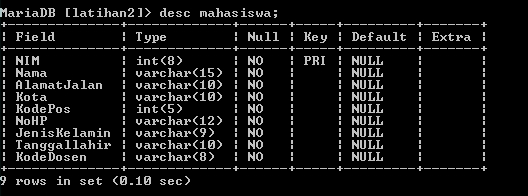 MariaDB [latihan2]> desc mahasiswa;
+---------------+-------------+------+-----+---------+-------+
| Field         | Type        | Null | Key | Default | Extra |
+---------------+-------------+------+-----+---------+-------+
| NIM           | int(8)      | NO   | PRI | NULL    |       |
| Nama          | varchar(15) | NO   |     | NULL    |       |
| AlamatJalan   | varchar(10) | NO   |     | NULL    |       |
| Kota          | varchar(10) | NO   |     | NULL    |       |
| KodePos       | int(5)      | NO   |     | NULL    |       |
| NoHP          | varchar(12) | NO   |     | NULL    |       |
| JenisKelamin  | varchar(9)  | NO   |     | NULL    |       |
| Tanggallahir  | varchar(10) | NO   |     | NULL    |       |
| KodeDosen     | varchar(8)  | NO   |     | NULL    |       |
+---------------+-------------+------+-----+---------+-------+
9 rows in set (0.10 sec)